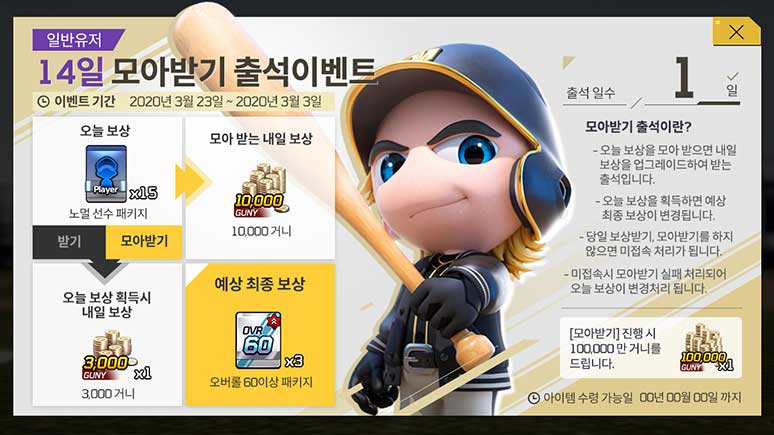 일반유저
14일 모아받기 출석이벤트
이벤트 기간 2020년 3월 23일 ~ 2020년 3월 3일
오늘 보상
Player
x15
노멀 선수 패키지
받기
모아받기
모아 받는 내일 보상
10,000
GUNY
10,000 거니
오늘 보상 획득시
내일 보상
3,000
GUNY
x1
3,000 거니
예상 최종 보상
OVR
60
x3
오버롤 60이상 패키지
출석 일수
1
일
모아받기 출석이란?
- 오늘 보상을 모아 받으면 내일
보상을 업그레이드하여 받는
출석입니다.
- 오늘 보상을 획득하면 예상
최종 보상이 변경됩니다.
- 당일 보상받기, 모아받기를 하지
않으면 미접속 처리가 됩니다.
- 미접속시 모아받기 실패 처리되어
오늘 보상이 변경처리 됩니다.
[모아받기] 진행 시
100,000 만 거니를
드립니다.
100,000
GUNY
x1
아이템 수령 가능일 00년 00월 00일 까지